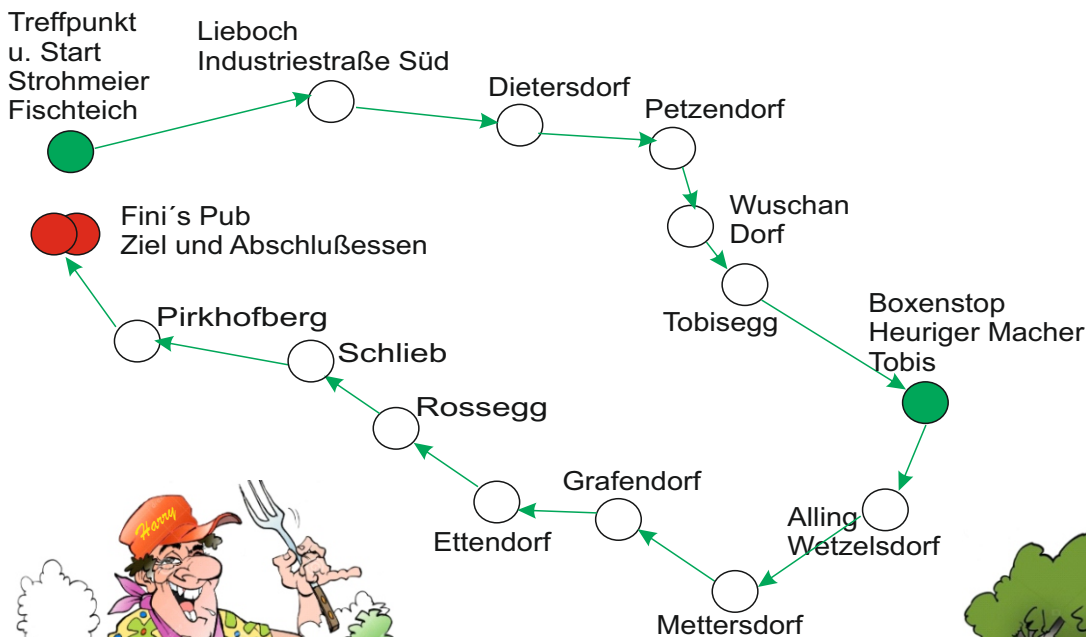 Treffpunkt
u. Start
Strohmeier
Fischteich
Lieboch
Industriestraße Süd
Dietersdorf
Petzendorf
Wuschan
Dorf
Tobisegg
Boxenstop
Heuriger Macher
Tobis
Alling
Wetzelsdorf
Mettersdorf
Grafendorf
Ettendorf
Rossegg
Schlieb
Pirkhofberg
Fini´s Pub
Ziel und Abschlußessen
Harry